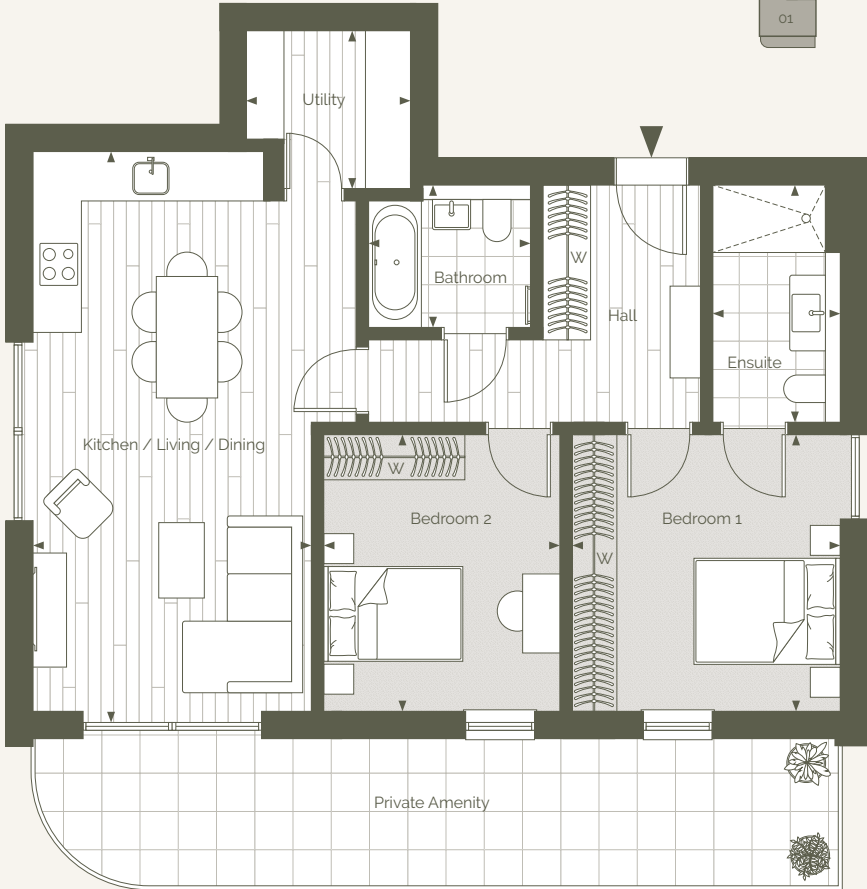 01
Utility
W
Bathroom
Hall
Ensuite
Kitchen / Living / Dining
W
Bedroom 2
Bedroom 1
W
Private Amenity